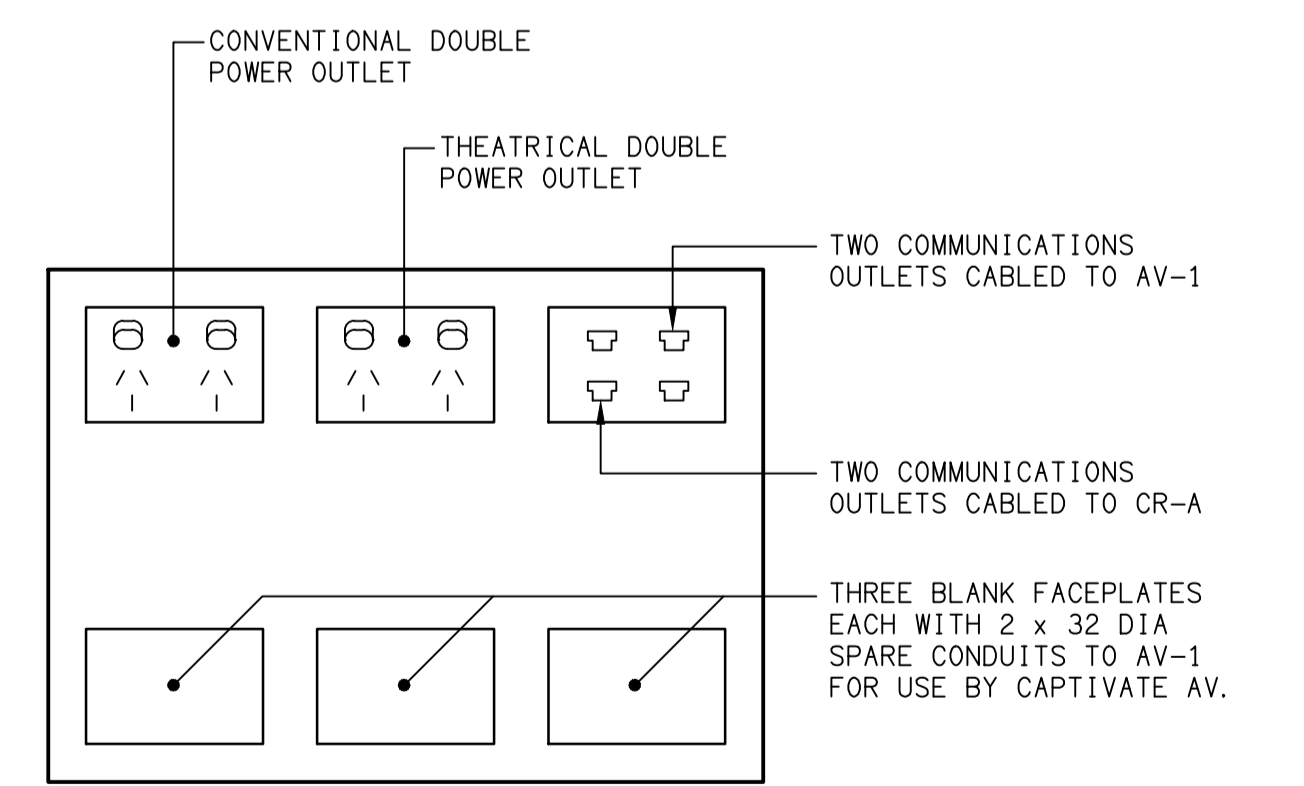 CONVENTIONAL DOUBLE
POWER OUTLET
THEATRICAL DOUBLE
POWER OUTLET
TWO COMMUNICATIONS
OUTLETS CABLED TO AV-1
TWO COMMUNICATIONS
OUTLETS CABLED TO CR-A
THREE BLANK FACEPLATES
EACH WITH 2 x 32 DIA
SPARE CONDUITS TO AV-1
FOR USE BY CAPTIVATE AV.